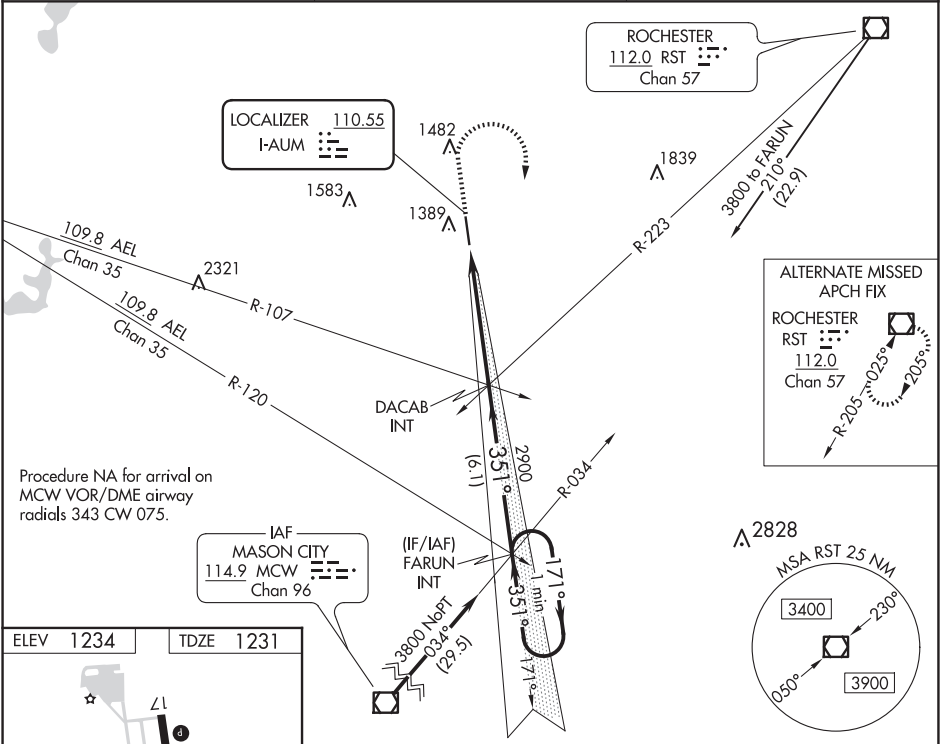 ROCHESTER
112.0 RST
Chan 57
LOCALIZER 110.55
I-AUM
1482
1839
1583
1389
3800 to FARUN
210°
(22.9)
R-223
109.8 AEL
Chan 35
2321
R-107
109.8 AEL
Chan 35
R-120
ALTERNATE MISSED
APCH FIX
ROCHESTER
RST
112.0
Chan 57
025°
205°
R-205
DACAB
INT
2900
351°
(6.1)
R-034
Procedure NA for arrival on
MCW VOR/DME airway
radials 343 CW 075.
IAF
MASON CITY
114.9 MCW
Chan 96
(IF/IAF)
FARUN
INT
171°
1 min
351°
171°
3800 NoPT
034°
(29.5)
2828
MSA RST 25 NM
3400
230°
050°
3900
ELEV 1234
TDZE 1231
17
P